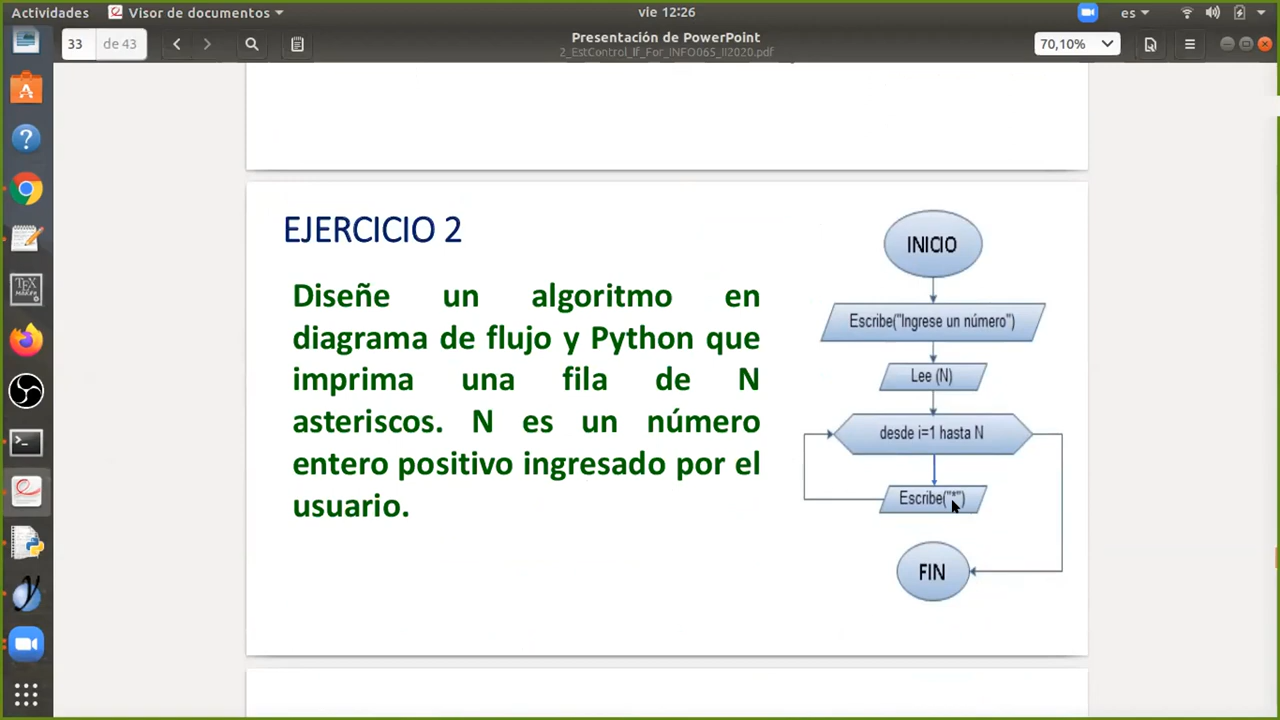 Actividades
Visor de documentos
vie 12:26
es
33
de 43
Presentación de PowerPoint
2_EstControl_If_For_INFO065_II2020.pdf
70,10%
EJERCICIO 2
Diseñe un algoritmo en
diagrama de flujo y Python que
imprima una fila de N
asteriscos. N es un número
entero positivo ingresado por el
usuario.
INICIO
Escribe("Ingrese un número")
Lee (N)
desde i=1 hasta N
Escribe("*")
FIN